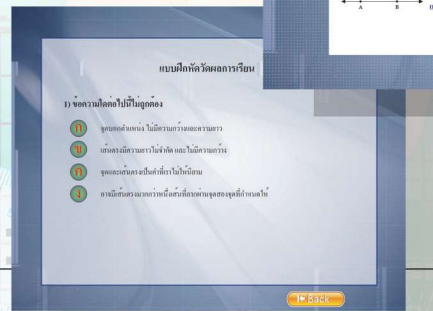 A B
แบบฝึกหัดวัดผลการเรียน
1) ข้อความใดต่อไปนี้ไม่ถูกต้อง
ก จุดบอกตำแหน่ง ไม่มีความกว้างและความยาว
ข เส้นตรงมีความยาวไม่จำกัด และไม่มีความกว้าง
ค จุดและเส้นตรงเป็นคำที่เราไม่ให้นิยาม
ง อาจมีเส้นตรงมากกว่าหนึ่งเส้นที่ลากผ่านจุดสองจุดที่กำหนดให้
Back